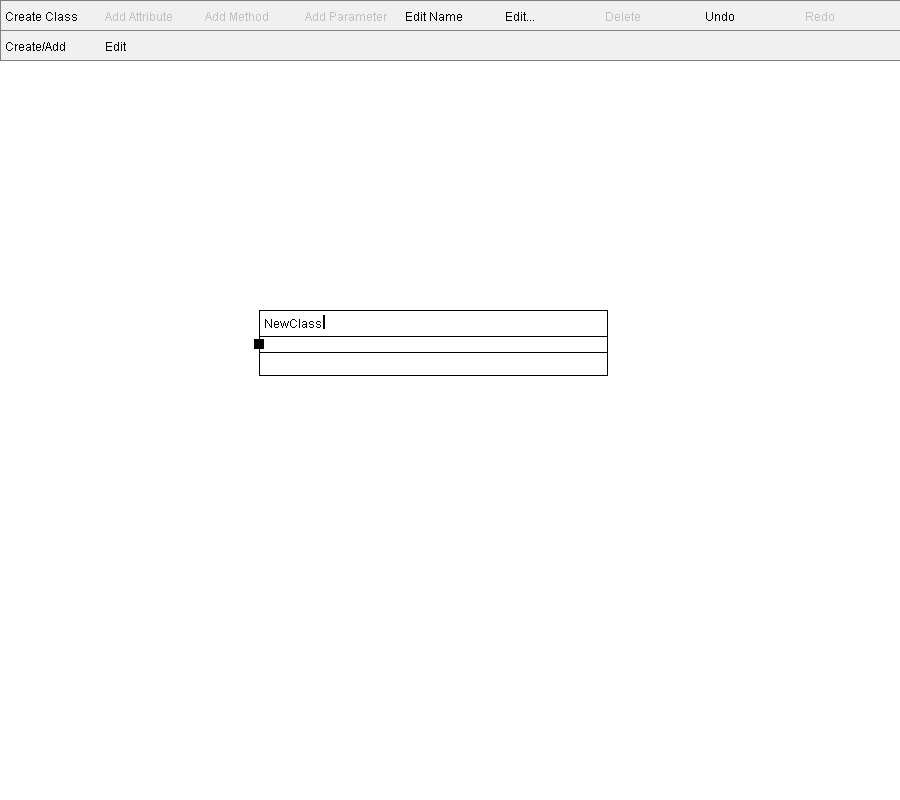 Create Class Add Attribute Add Method Add Parameter Edit Name Edit... Delete Undo Redo
Create/Add Edit
NewClass